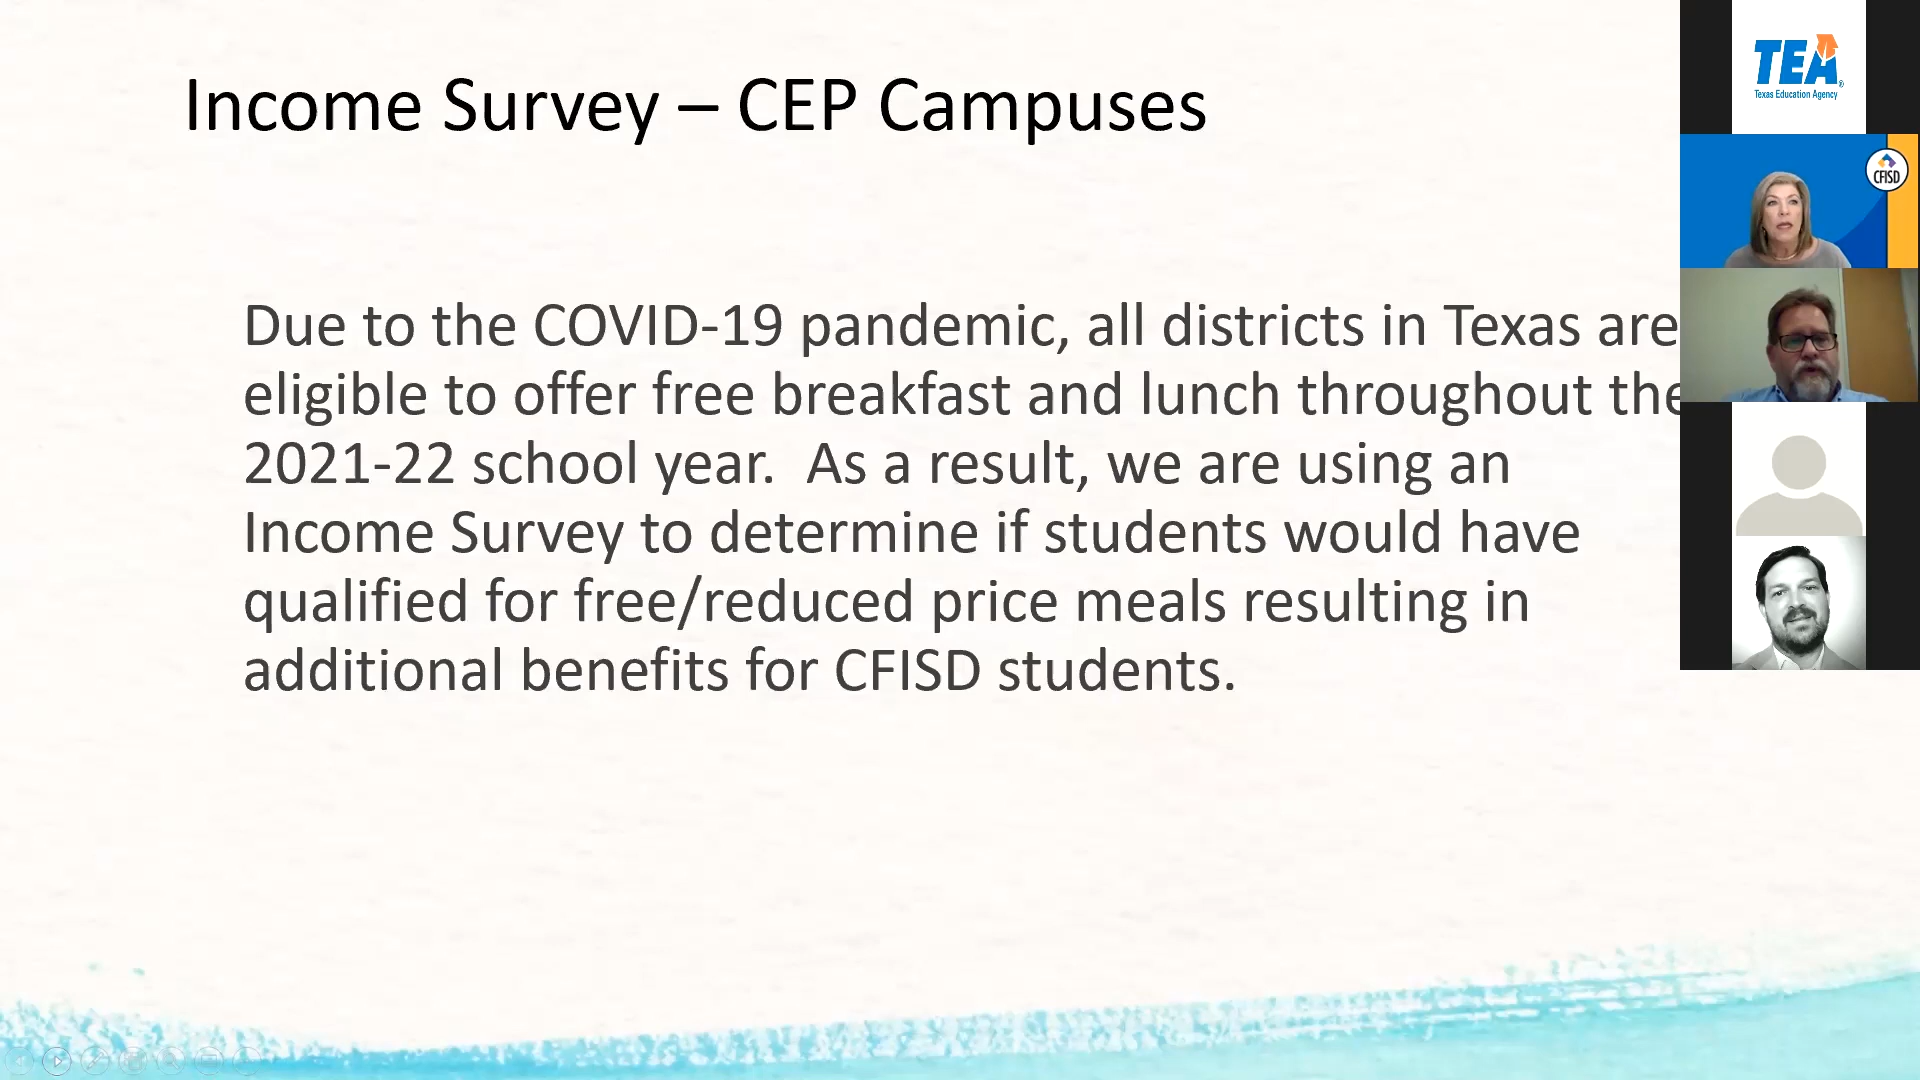 Income Survey – CEP Campuses
Due to the COVID-19 pandemic, all districts in Texas are
eligible to offer free breakfast and lunch throughout the
2021-22 school year.  As a result, we are using an
Income Survey to determine if students would have
qualified for free/reduced price meals resulting in
additional benefits for CFISD students.
TEA®
Texas Education Agency
CFISD